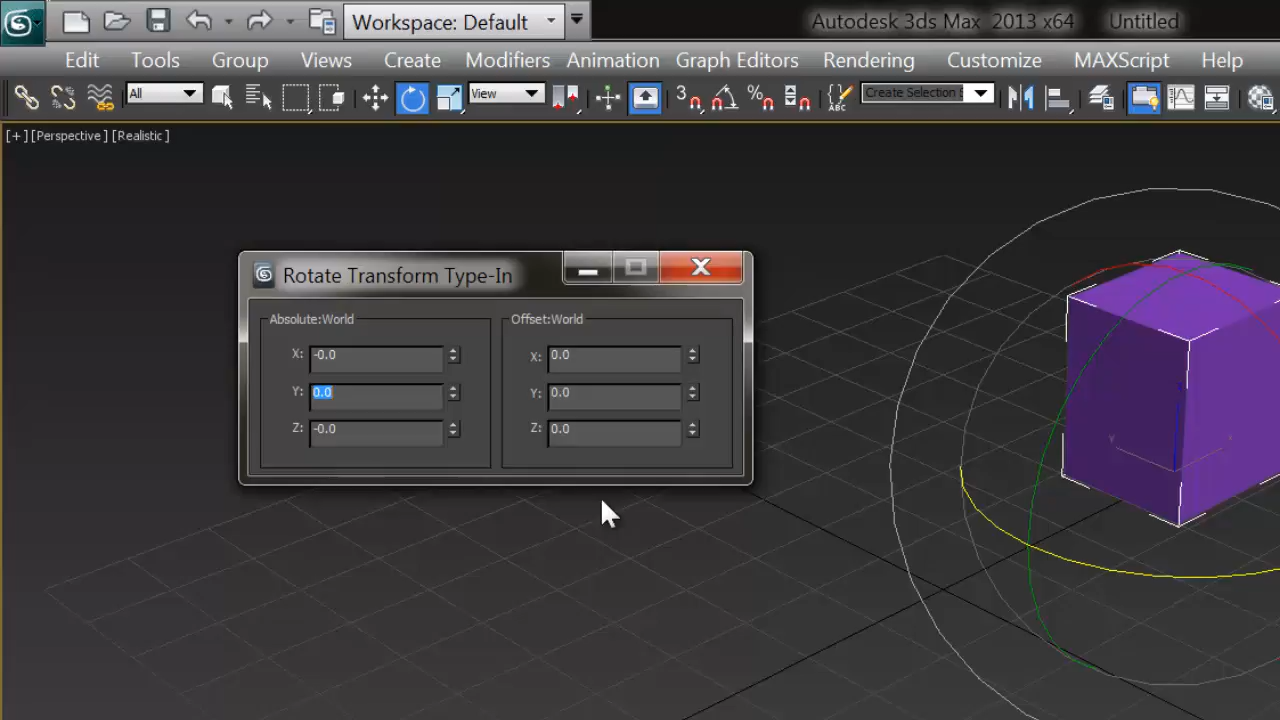 Workspace: Default
Autodesk 3ds Max 2013 x64 Untitled
Edit Tools Group Views Create Modifiers Animation Graph Editors Rendering Customize MAXScript Help
All
View
3
%
ABC
Create Selection S
[+] [Perspective] [Realistic]
Rotate Transform Type-In
Absolute:World
X: -0.0
Y: 0.0
Z: -0.0
Offset:World
X: 0.0
Y: 0.0
Z: 0.0